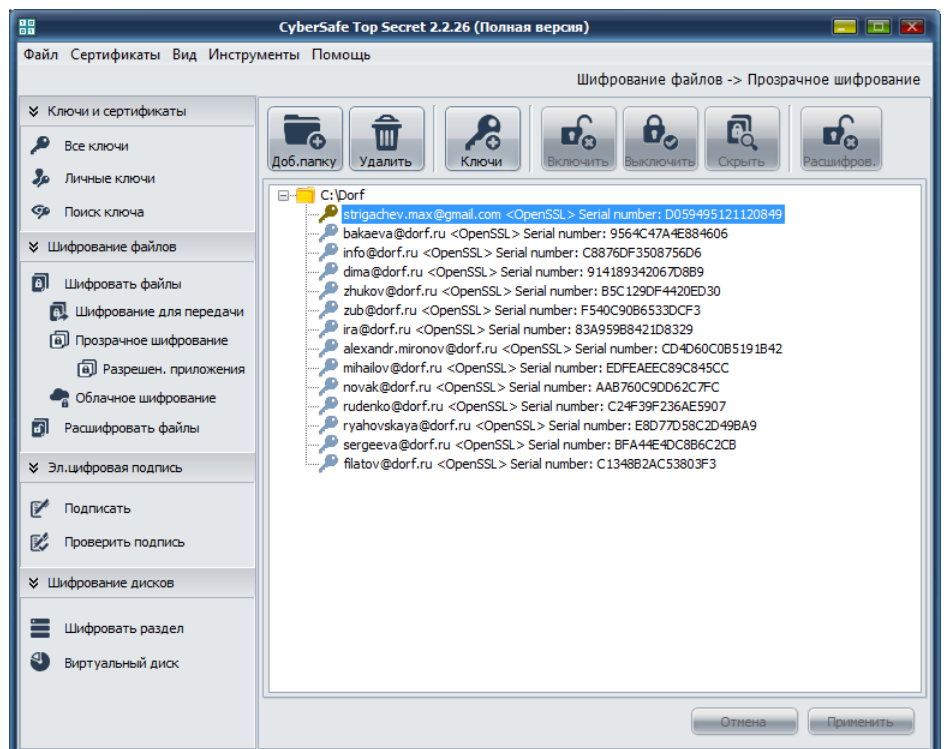 CyberSafe Top Secret 2.2.26 (Полная версия)
Файл Сертификаты Вид Инструменты Помощь
Шифрование файлов -> Прозрачное шифрование
Ключи и сертификаты
Все ключи
Личные ключи
Поиск ключа
Шифрование файлов
Шифровать файлы
Шифрование для передачи
Прозрачное шифрование
Разрешен. приложения
Облачное шифрование
Расшифровать файлы
Эл.цифровая подпись
Подписать
Проверить подпись
Шифрование дисков
Шифровать раздел
Виртуальный диск
Доб.папку Удалить Ключи Включить Выключить Скрыть Расшифров.
C:\Dorf
strigachev.max@gmail.com <OpenSSL> Serial number: D059495121120849
bakaeva@dorf.ru <OpenSSL> Serial number: 9564C47A4E884606
info@dorf.ru <OpenSSL> Serial number: C8876DF3508756D6
dima@dorf.ru <OpenSSL> Serial number: 914189342067D8B9
zhukov@dorf.ru <OpenSSL> Serial number: B5C129DF4420ED30
zub@dorf.ru <OpenSSL> Serial number: F540C90B6533DCF3
ira@dorf.ru <OpenSSL> Serial number: 83A959B8421D8329
alexandr.mironov@dorf.ru <OpenSSL> Serial number: CD4D60C0B5191B42
mihailov@dorf.ru <OpenSSL> Serial number: EDFEAEEC89C845CC
novak@dorf.ru <OpenSSL> Serial number: AAB760C9DD62C7FC
rudenko@dorf.ru <OpenSSL> Serial number: C24F39F236AE5907
ryahovskaya@dorf.ru <OpenSSL> Serial number: E8D77D58C2D49BA9
sergeeva@dorf.ru <OpenSSL> Serial number: BFA44E4DC8B6C2CB
filatov@dorf.ru <OpenSSL> Serial number: C1348B2AC53803F3
Отмена Применить